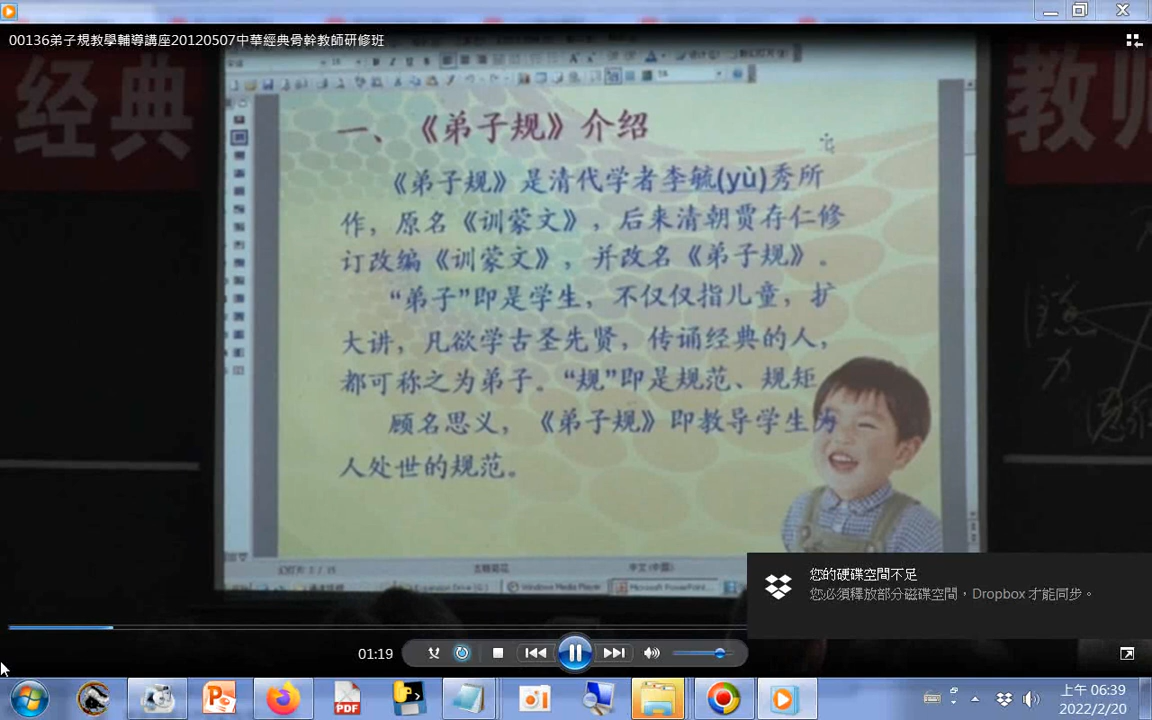 00136弟子規教學輔導講座20120507中華經典骨幹教師研修班
经典
教师
一、《弟子规》介绍
《弟子规》是清代学者李毓(yù)秀所
作，原名《训蒙文》，后来清朝贾存仁修
订改编《训蒙文》，并改名《弟子规》。
“弟子”即是学生，不仅仅指儿童，扩
大讲，凡欲学古圣先贤，传诵经典的人，
都可称之为弟子。“规”即是规范、规矩
顾名思义，《弟子规》即教导学生为
人处世的规范。
您的硬碟空間不足
您必須釋放部分磁碟空間，Dropbox 才能同步。
01:19
PDF
上午 06:39
2022/2/20